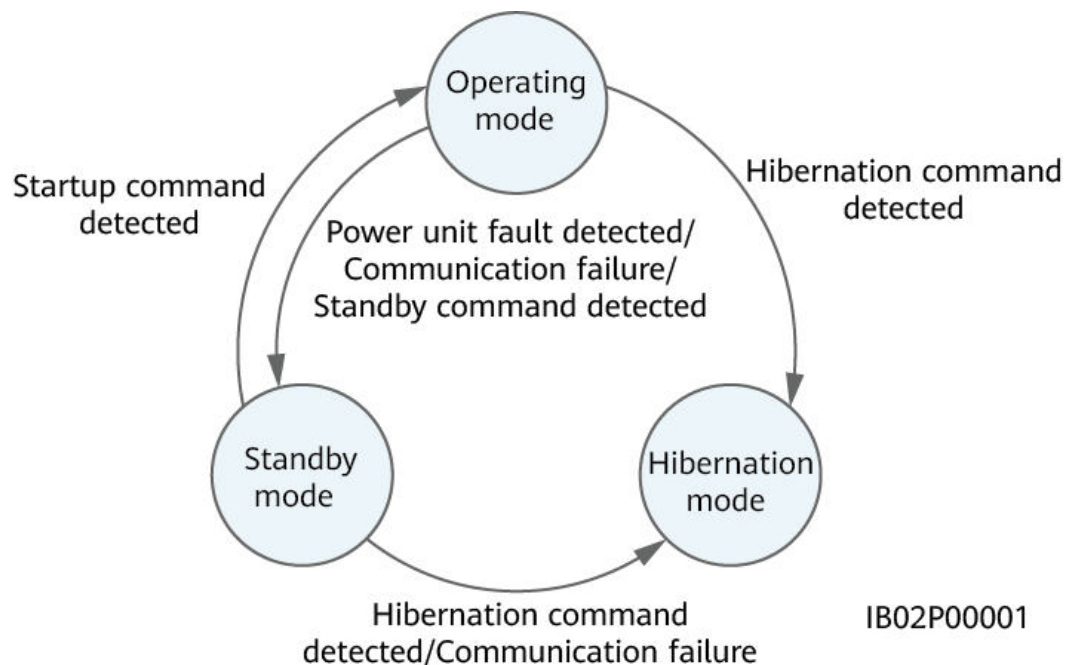 Operating
mode
Startup command
detected
Hibernation command
detected
Power unit fault detected/
Communication failure/
Standby command detected
Standby
mode
Hibernation
mode
Hibernation command
detected/Communication failure
IB02P00001